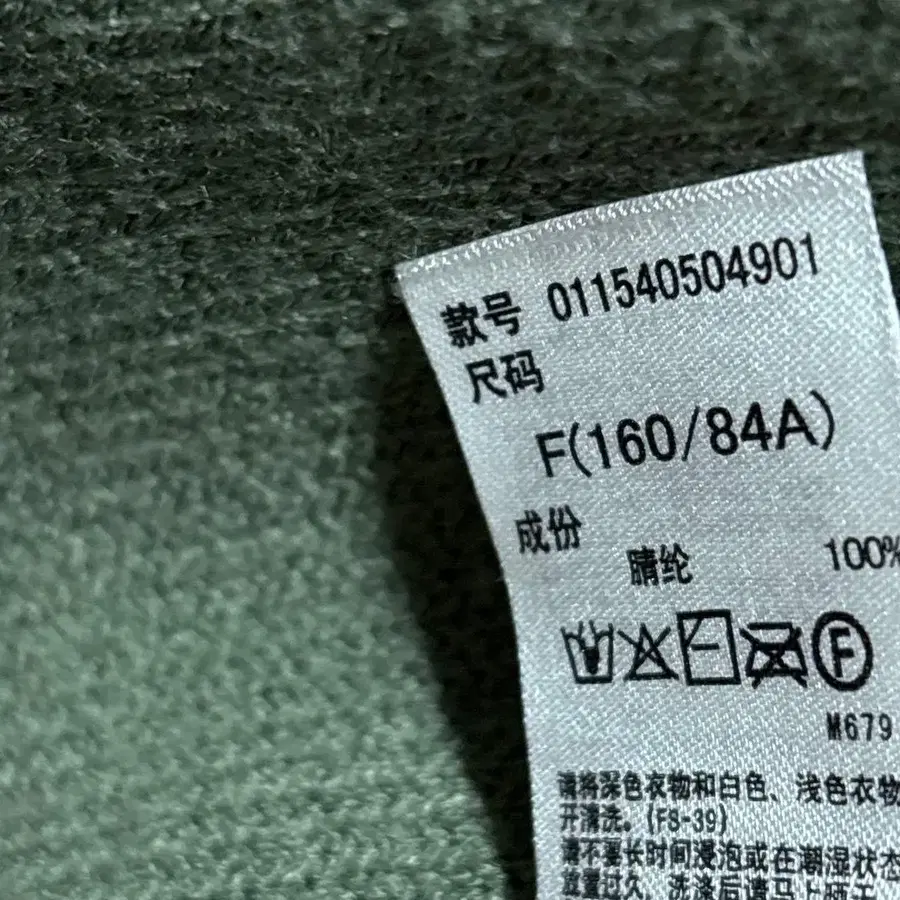 款号 011540504901
尺码
F(160/84A)
成份
腈纶 100%
F
M679
请将深色衣物和白色、浅色衣物
开清洗。(FS-39)
请不要长时间浸泡或在潮湿状态
放置过久，洗涤后请马上晒干